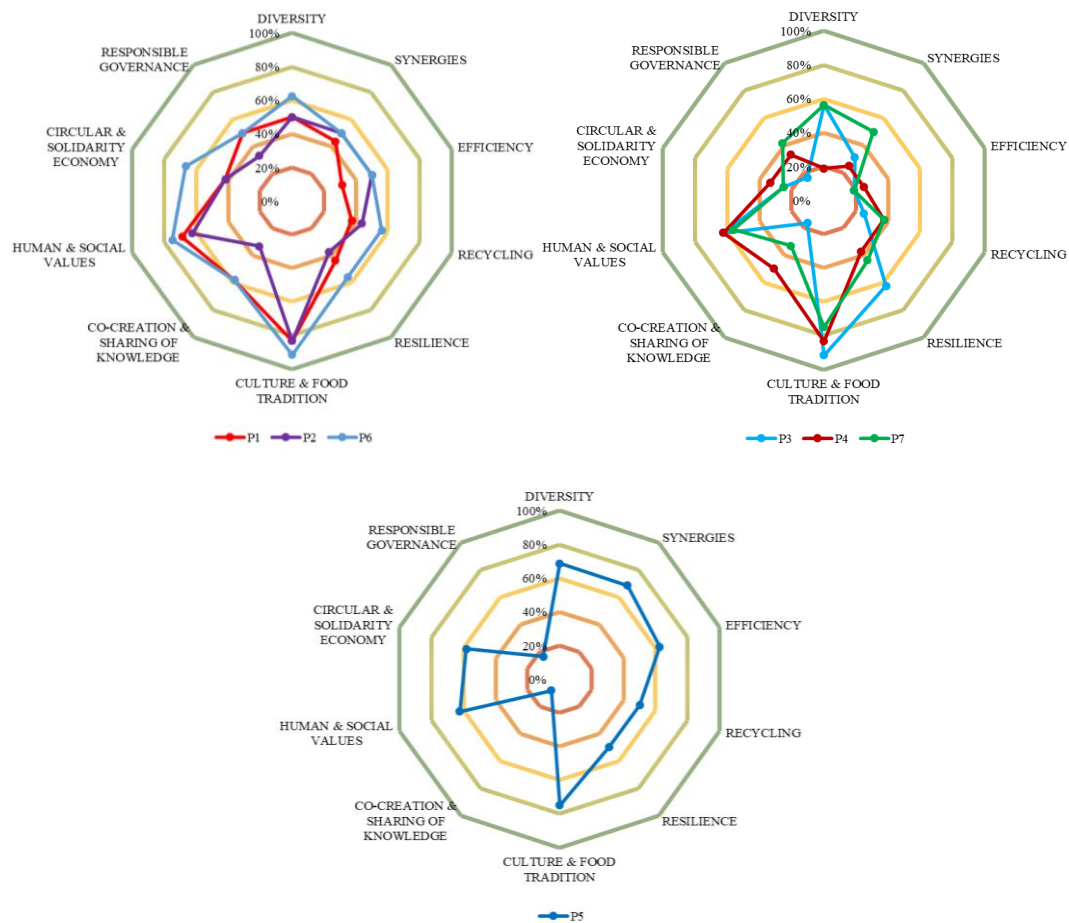 DIVERSITY
100%
SYNERGIES
RESPONSIBLE
GOVERNANCE
80%
60%
CIRCULAR &
SOLIDARITY
ECONOMY
EFFICIENCY
40%
20%
0%
HUMAN & SOCIAL
VALUES
RECYCLING
CO-CREATION &
SHARING OF
KNOWLEDGE
RESILIENCE
CULTURE & FOOD
TRADITION
P1
P2
P6
DIVERSITY
100%
SYNERGIES
RESPONSIBLE
GOVERNANCE
80%
60%
CIRCULAR &
SOLIDARITY
ECONOMY
EFFICIENCY
40%
20%
0%
HUMAN & SOCIAL
VALUES
RECYCLING
CO-CREATION &
SHARING OF
KNOWLEDGE
RESILIENCE
CULTURE & FOOD
TRADITION
P3
P4
P7
DIVERSITY
100%
RESPONSIBLE
GOVERNANCE
SYNERGIES
80%
60%
CIRCULAR &
SOLIDARITY
ECONOMY
EFFICIENCY
40%
20%
0%
HUMAN & SOCIAL
VALUES
RECYCLING
CO-CREATION &
SHARING OF
KNOWLEDGE
RESILIENCE
CULTURE & FOOD
TRADITION
P5